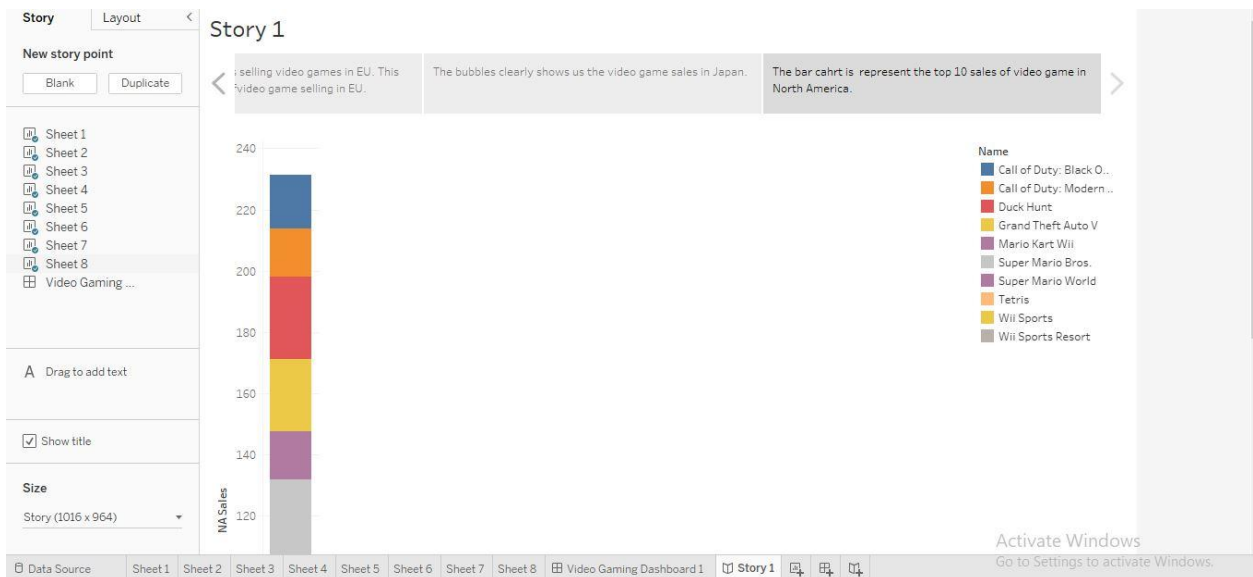 Story
Layout
New story point
Blank
Duplicate
Sheet 1
Sheet 2
Sheet 3
Sheet 4
Sheet 5
Sheet 6
Sheet 7
Sheet 8
Video Gaming ...
A Drag to add text
Show title
Size
Story (1016 x 964)
Story 1
selling video games in EU. This
video game selling in EU.
The bubbles clearly shows us the video game sales in Japan.
The bar cahrt is represent the top 10 sales of video game in
North America.
240
220
200
180
160
140
120
NA Sales
Name
Call of Duty: Black O..
Call of Duty: Modern ..
Duck Hunt
Grand Theft Auto V
Mario Kart Wii
Super Mario Bros.
Super Mario World
Tetris
Wii Sports
Wii Sports Resort
Activate Windows
Go to Settings to activate Windows.
Data Source
Sheet 1
Sheet 2
Sheet 3
Sheet 4
Sheet 5
Sheet 6
Sheet 7
Sheet 8
Video Gaming Dashboard 1
Story 1